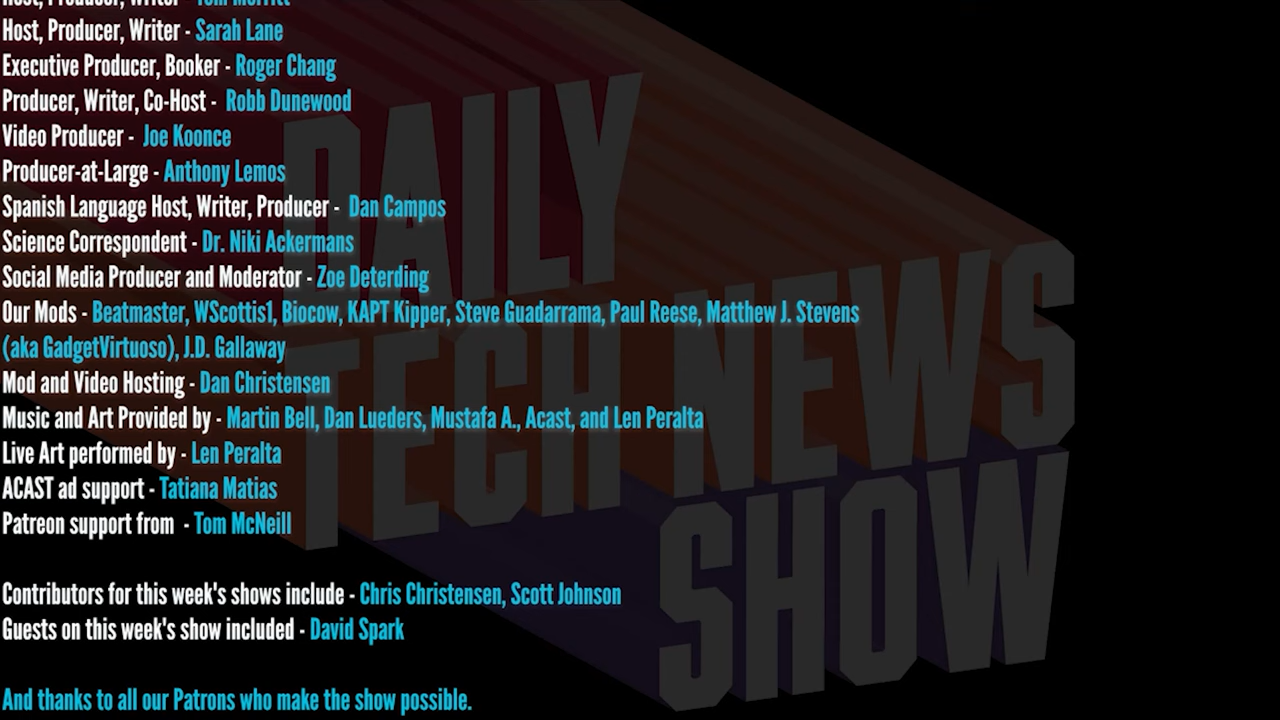 Host, Producer, Writer - Tom Merritt
Host, Producer, Writer - Sarah Lane
Executive Producer, Booker - Roger Chang
Producer, Writer, Co-Host - Robb Dunewood
Video Producer - Joe Koonce
Producer-at-Large - Anthony Lemos
Spanish Language Host, Writer, Producer - Dan Campos
Science Correspondent - Dr. Niki Ackermans
Social Media Producer and Moderator - Zoe Deterding
Our Mods - Beatmaster, WScottis1, Biocow, KAPT Kipper, Steve Guadarrama, Paul Reese, Matthew J. Stevens
(aka GadgetVirtuoso), J.D. Gallaway
Mod and Video Hosting - Dan Christensen
Music and Art Provided by - Martin Bell, Dan Lueders, Mustafa A., Acast, and Len Peralta
Live Art performed by - Len Peralta
ACAST ad support - Tatiana Matias
Patreon support from - Tom McNeill
Contributors for this week's shows include - Chris Christensen, Scott Johnson
Guests on this week's show included - David Spark
And thanks to all our Patrons who make the show possible.
DAILY
TECH NEWS
SHOW